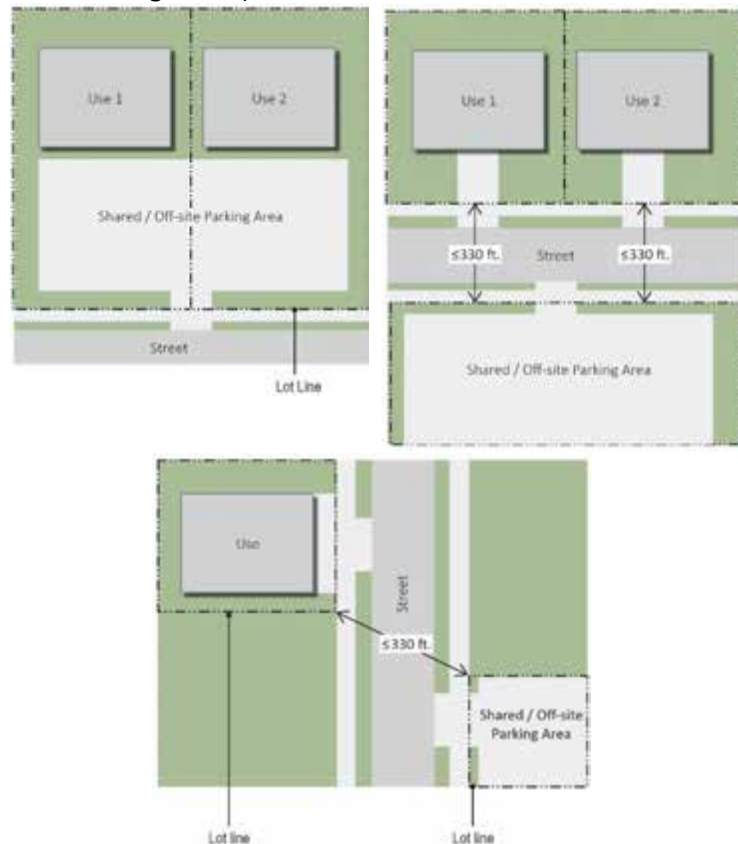 Use 1
Use 2
Shared / Off-site Parking Area
Street
Lot Line
Use 1
Use 2
≤330 ft.
Street
≤330 ft.
Shared / Off-site Parking Area
Use
Street
≤330 ft.
Shared / Off-site
Parking Area
Lot line
Lot line